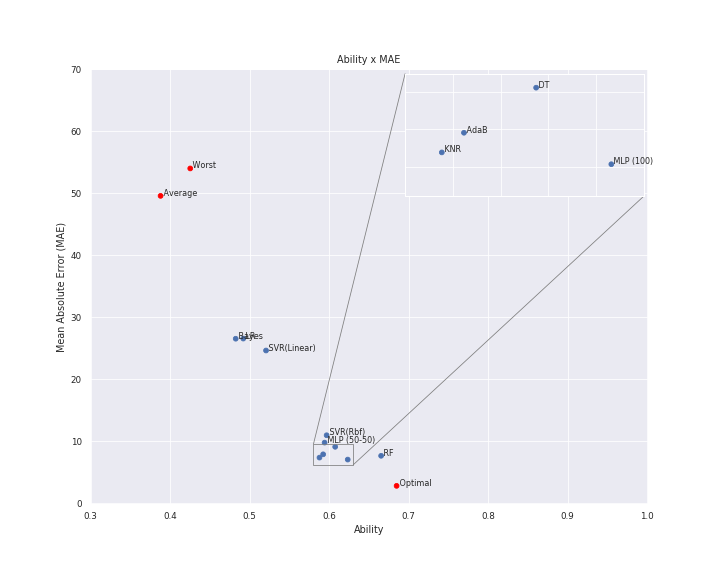 Ability x MAE
70
60
50
40
30
20
10
0
Mean Absolute Error (MAE)
DT
AdaB
KNR
MLP (100)
Worst
Average
Bayes
SVR(Linear)
SVR(Rbf)
MLP (50-50)
RF
Optimal
0.3 0.4 0.5 0.6 0.7 0.8 0.9 1.0
Ability